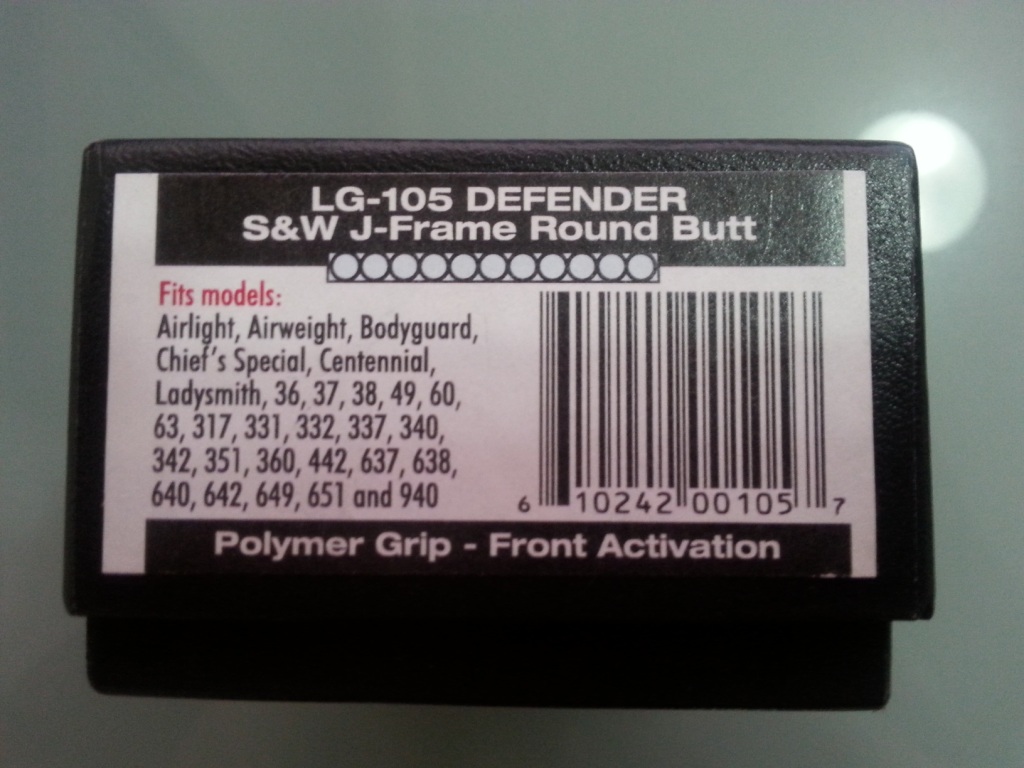 LG-105 DEFENDER
S&W J-Frame Round Butt
Fits models:
Airlight, Airweight, Bodyguard,
Chief's Special, Centennial,
Ladysmith, 36, 37, 38, 49, 60,
63, 317, 331, 332, 337, 340,
342, 351, 360, 442, 637, 638,
640, 642, 649, 651 and 940
6 10242 00105 7
Polymer Grip - Front Activation